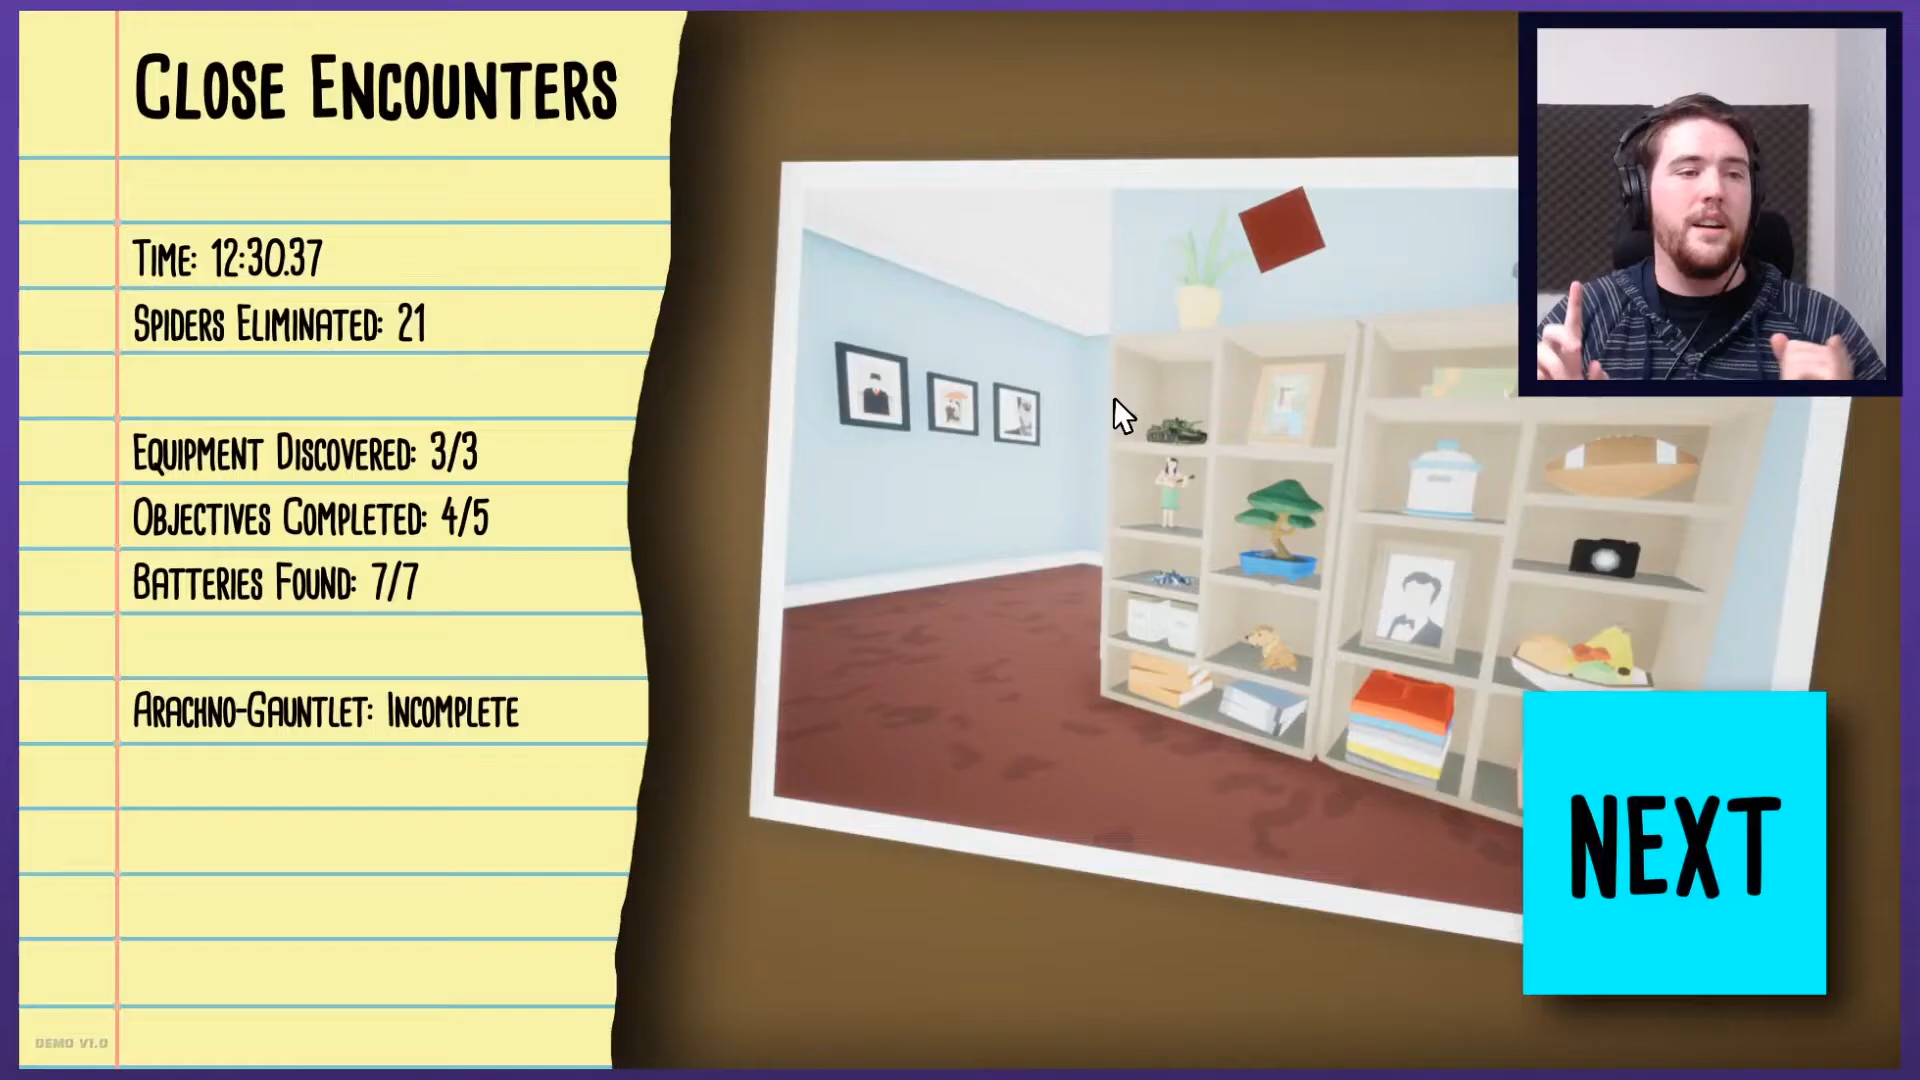 CLOSE ENCOUNTERS
TIME: 12:30.37
SPIDERS ELIMINATED: 21
EQUIPMENT DISCOVERED: 3/3
OBJECTIVES COMPLETED: 4/5
BATTERIES FOUND: 7/7
ARACHNO-GAUNTLET: INCOMPLETE
NEXT
DEMO V1.0